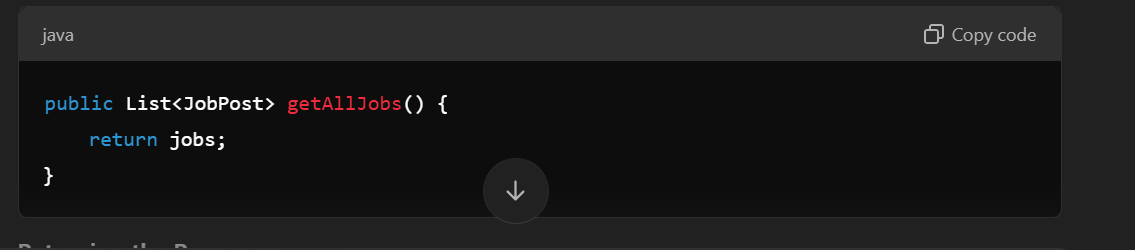 java
Copy code
public List<JobPost> getAllJobs() {
return jobs;
}